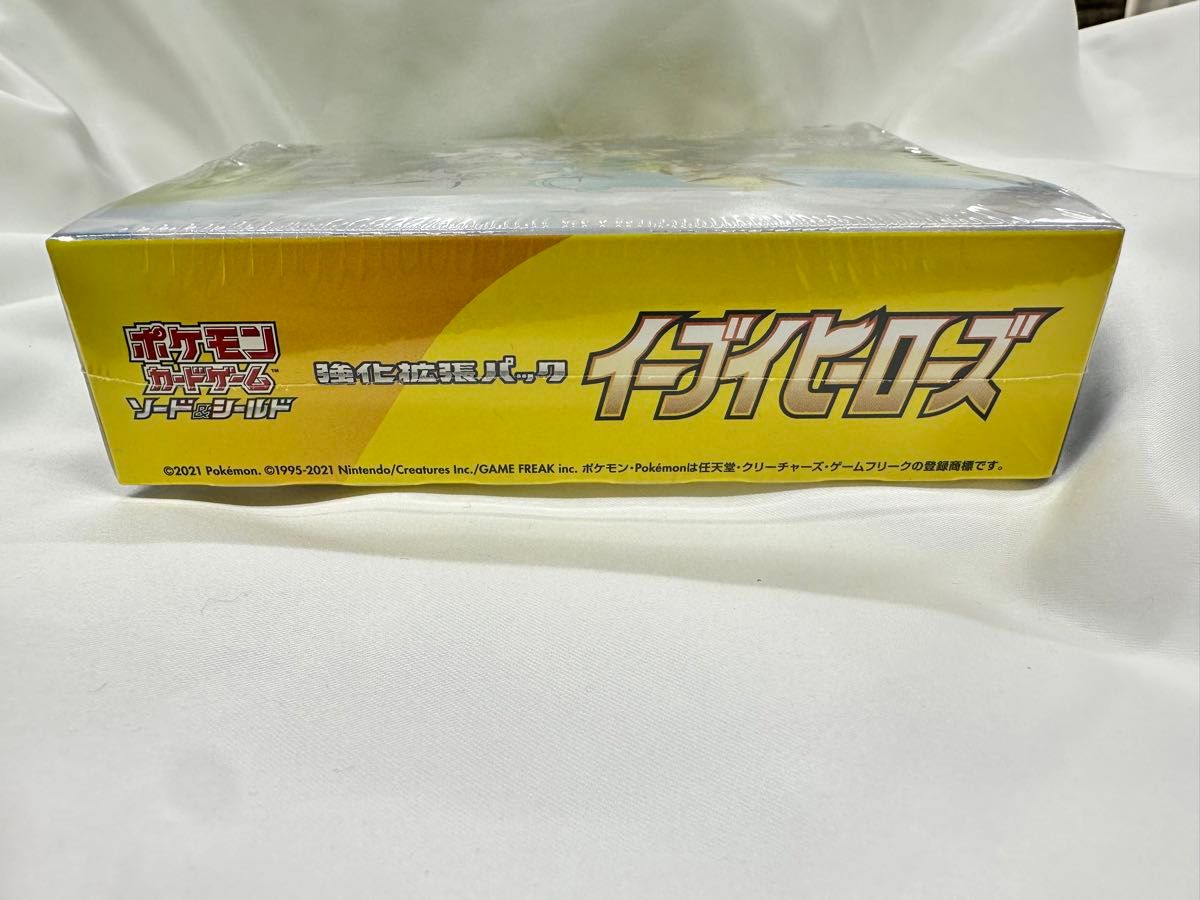 ポケモン
カードゲーム™
ソード&シールド
強化拡張パック
イーブイヒーローズ
©2021 Pokémon. ©1995-2021 Nintendo/Creatures Inc./GAME FREAK inc. ポケモン・Pokémonは任天堂・クリーチャーズ・ゲームフリークの登録商標です。